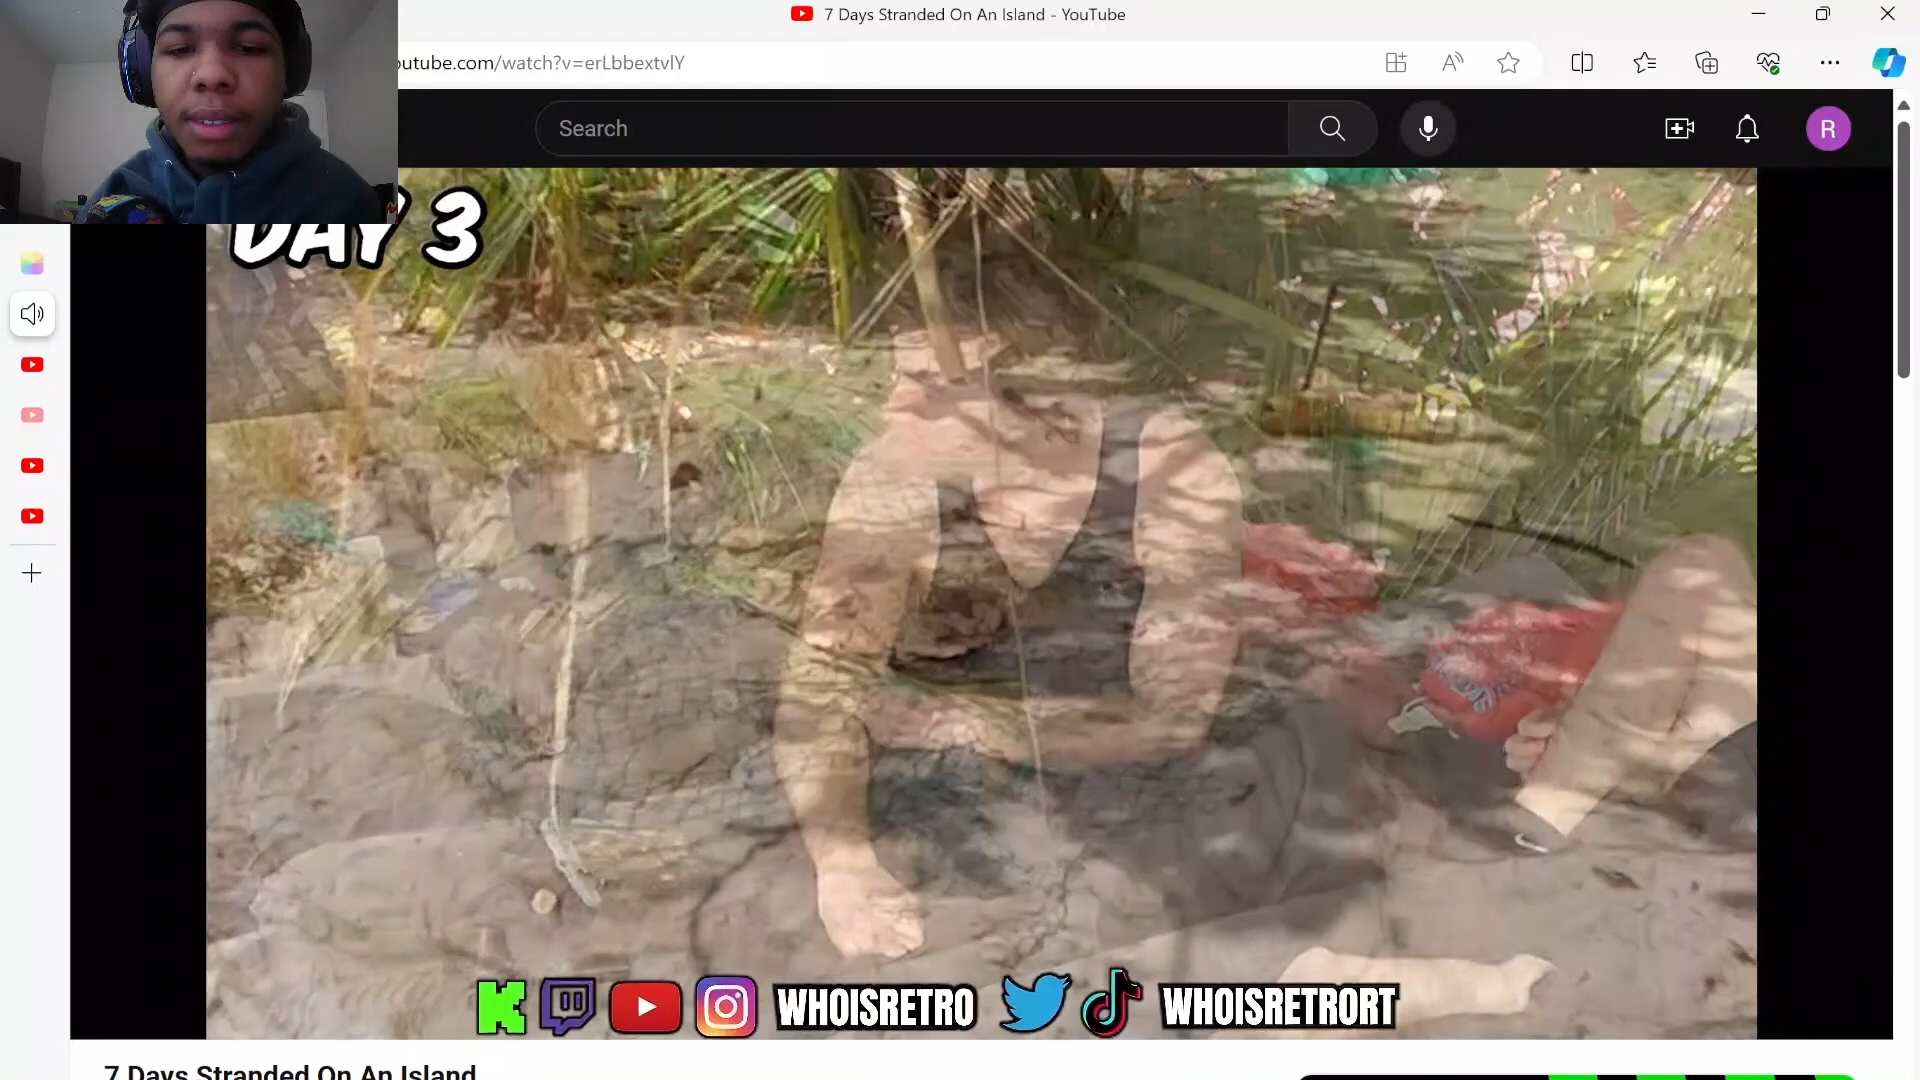 7 Days Stranded On An Island - YouTube
outube.com/watch?v=erLbbextvlY
Search
R
DAY 3
WHOISRETRO
WHOISRETRORT
7 Days Stranded On An Island